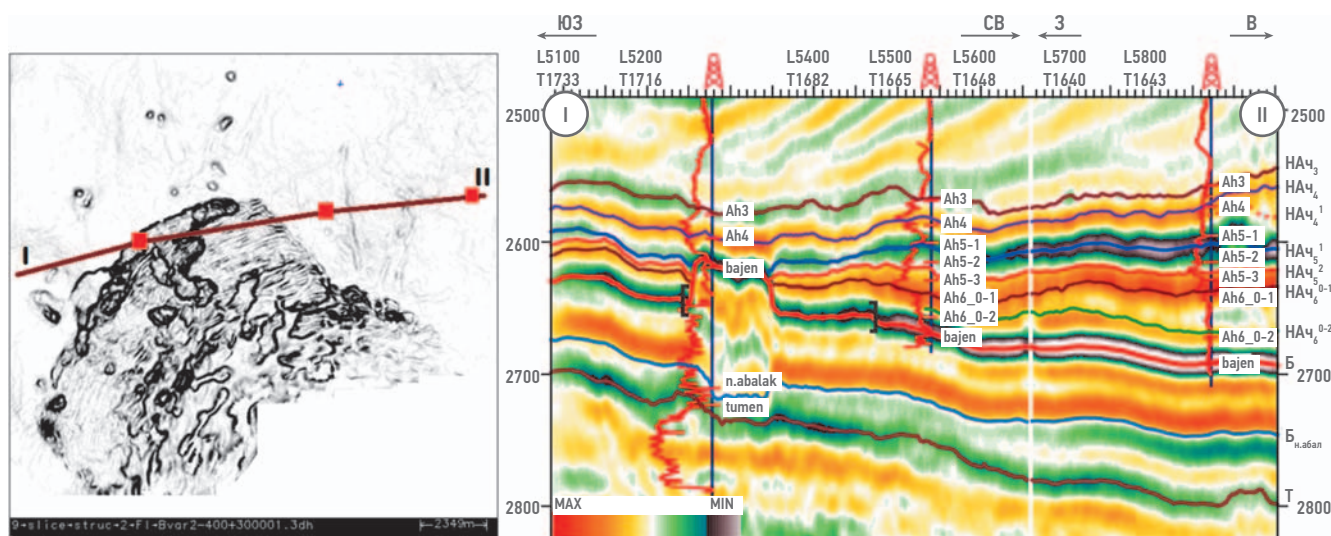 I
II
9→slice→struc→2→Fl→Bvar2→400+300001.3dh
2349m
ЮЗ
СВ
З
В
L5100
L5200
L5400
L5500
L5600
L5700
L5800
T1733
T1716
T1682
T1665
T1648
T1640
T1643
2500
I
II
2500
2600
2600
2700
2700
2800
2800
Ah3
Ah4
bajen
n.abalak
tumen
Ah3
Ah4
Ah5-1
Ah5-2
Ah5-3
Ah6_0-1
Ah6_0-2
bajen
Ah3
Ah4
Ah5-1
Ah5-2
Ah5-3
Ah6_0-1
Ah6_0-2
bajen
НАч₃
НАч₄
НАч₄¹
НАч₅¹
НАч₅²
НАч₆⁰⁻¹
НАч₆⁰⁻²
Б
Бн.абал
Т
MAX
MIN